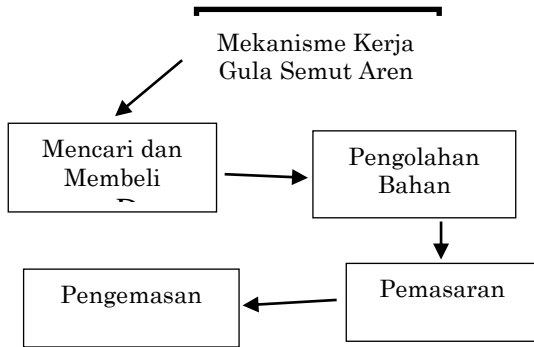 Mekanisme Kerja
Gula Semut Aren
Mencari dan
Membeli
Pengolahan
Bahan
Pemasaran
Pengemasan